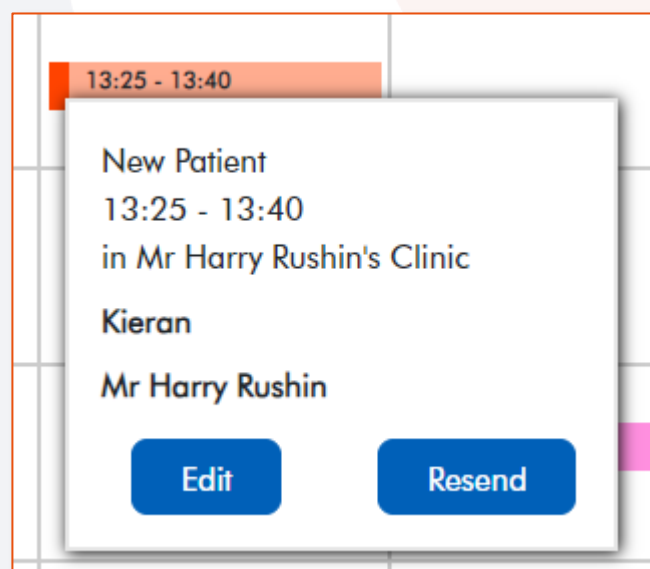 13:25 - 13:40
New Patient
13:25 - 13:40
in Mr Harry Rushin's Clinic
Kieran
Mr Harry Rushin
Edit
Resend